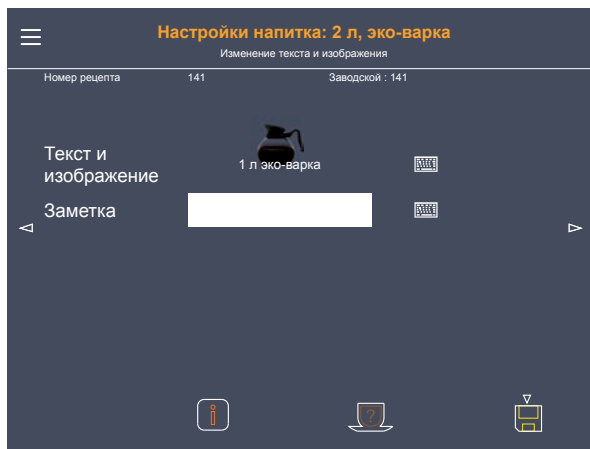 Настройки напитка: 2 л, эко-варка
Изменение текста и изображения
Номер рецепта 141 Заводской : 141
Текст и
изображение
1 л эко-варка
Заметка
i
?